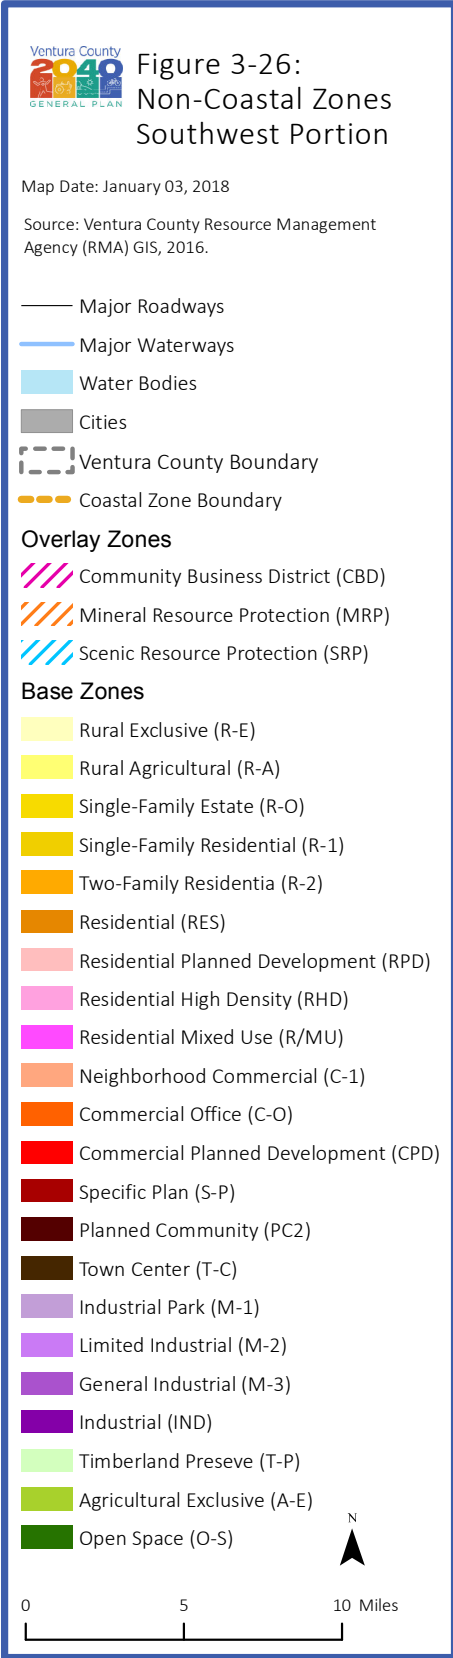 Ventura County
2040
GENERAL PLAN
Figure 3-26:
Non-Coastal Zones
Southwest Portion
Map Date: January 03, 2018
Source: Ventura County Resource Management
Agency (RMA) GIS, 2016.
Major Roadways
Major Waterways
Water Bodies
Cities
Ventura County Boundary
Coastal Zone Boundary
Overlay Zones
Community Business District (CBD)
Mineral Resource Protection (MRP)
Scenic Resource Protection (SRP)
Base Zones
Rural Exclusive (R-E)
Rural Agricultural (R-A)
Single-Family Estate (R-O)
Single-Family Residential (R-1)
Two-Family Residentia (R-2)
Residential (RES)
Residential Planned Development (RPD)
Residential High Density (RHD)
Residential Mixed Use (R/MU)
Neighborhood Commercial (C-1)
Commercial Office (C-O)
Commercial Planned Development (CPD)
Specific Plan (S-P)
Planned Community (PC2)
Town Center (T-C)
Industrial Park (M-1)
Limited Industrial (M-2)
General Industrial (M-3)
Industrial (IND)
Timberland Preseve (T-P)
Agricultural Exclusive (A-E)
Open Space (O-S)
N
0 5 10 Miles